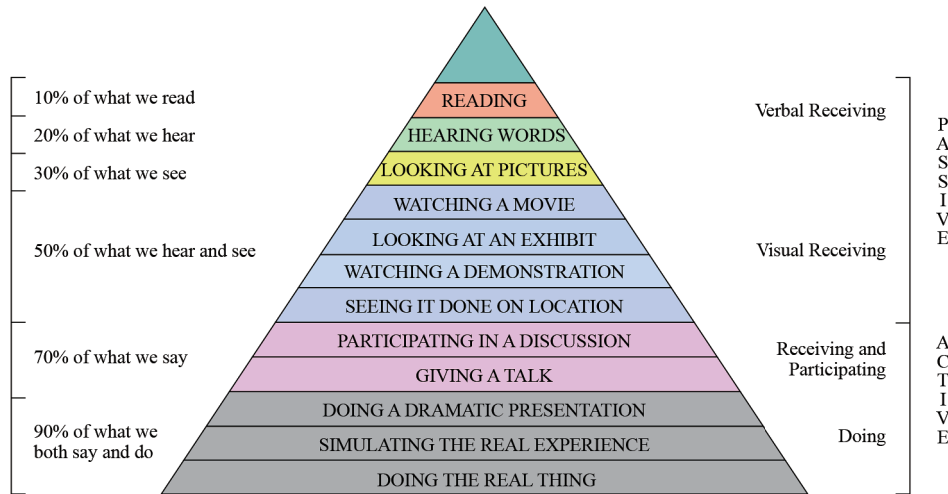 10% of what we read
20% of what we hear
30% of what we see
50% of what we hear and see
70% of what we say
90% of what we
both say and do
READING
HEARING WORDS
LOOKING AT PICTURES
WATCHING A MOVIE
LOOKING AT AN EXHIBIT
WATCHING A DEMONSTRATION
SEEING IT DONE ON LOCATION
PARTICIPATING IN A DISCUSSION
GIVING A TALK
DOING A DRAMATIC PRESENTATION
SIMULATING THE REAL EXPERIENCE
DOING THE REAL THING
Verbal Receiving
Visual Receiving
Receiving and
Participating
Doing
PASSIVE
ACTIVE